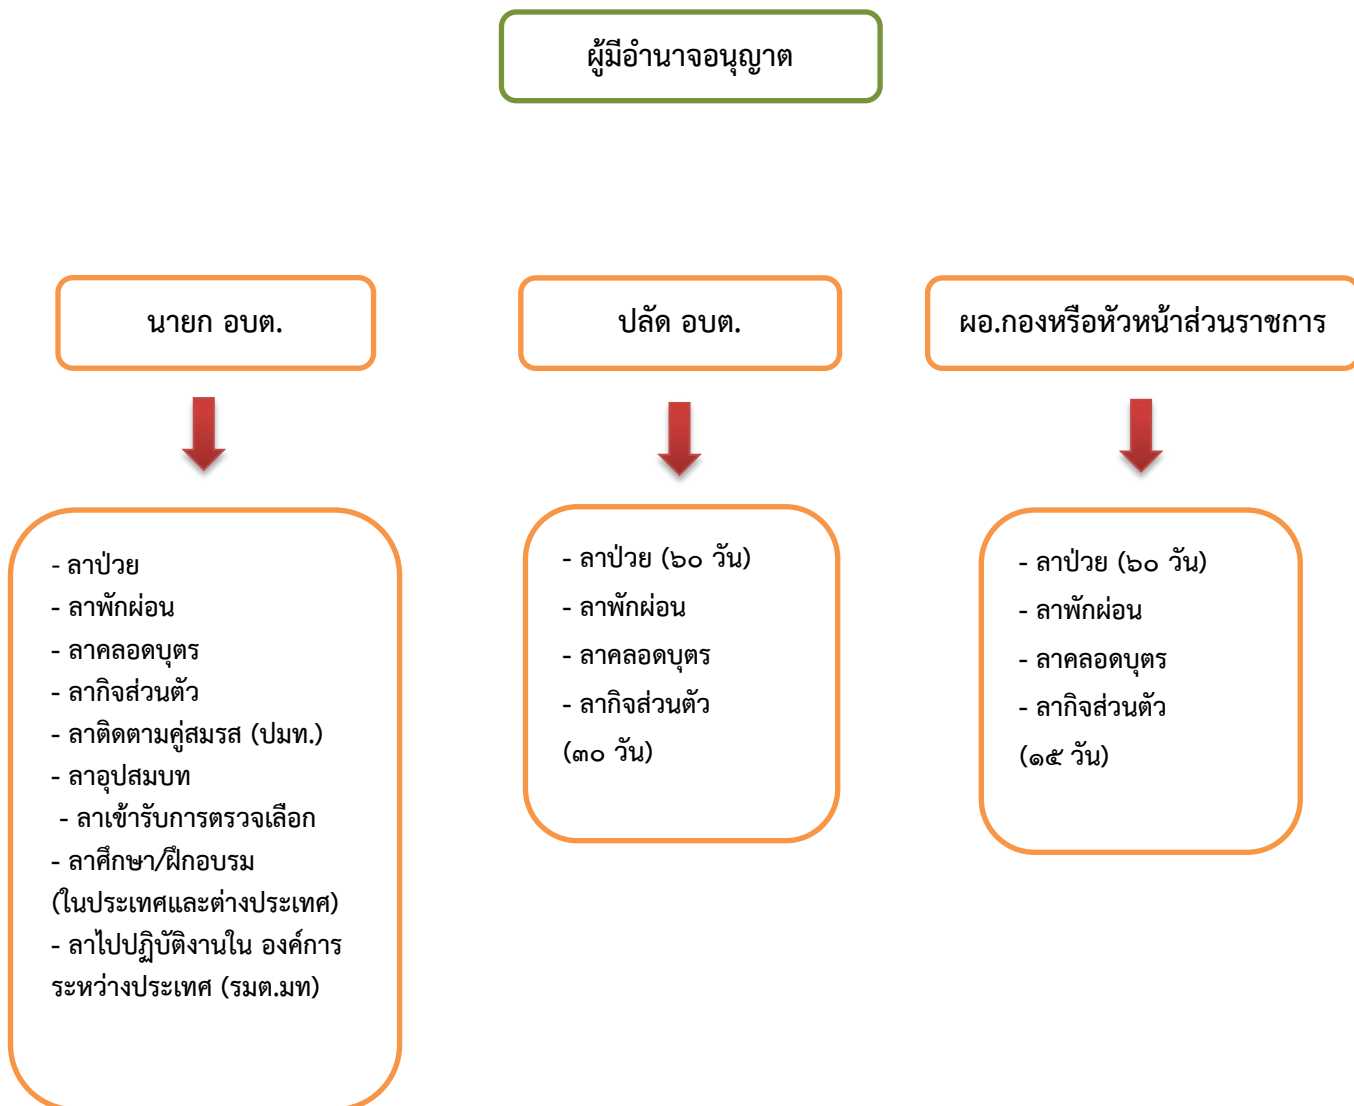 ผู้มีอำนาจอนุญาต
นายก อบต.
ปลัด อบต.
ผอ.กองหรือหัวหน้าส่วนราชการ
- ลาป่วย
- ลาพักผ่อน
- ลาคลอดบุตร
- ลากิจส่วนตัว
- ลาติดตามคู่สมรส (ปมท.)
- ลาอุปสมบท
- ลาเข้ารับการตรวจเลือก
- ลาศึกษา/ฝึกอบรม
(ในประเทศและต่างประเทศ)
- ลาไปปฏิบัติงานใน องค์การ
ระหว่างประเทศ (รมต.มท)
- ลาป่วย (๖๐ วัน)
- ลาพักผ่อน
- ลาคลอดบุตร
- ลากิจส่วนตัว
(๓๐ วัน)
- ลาป่วย (๖๐ วัน)
- ลาพักผ่อน
- ลาคลอดบุตร
- ลากิจส่วนตัว
(๑๕ วัน)